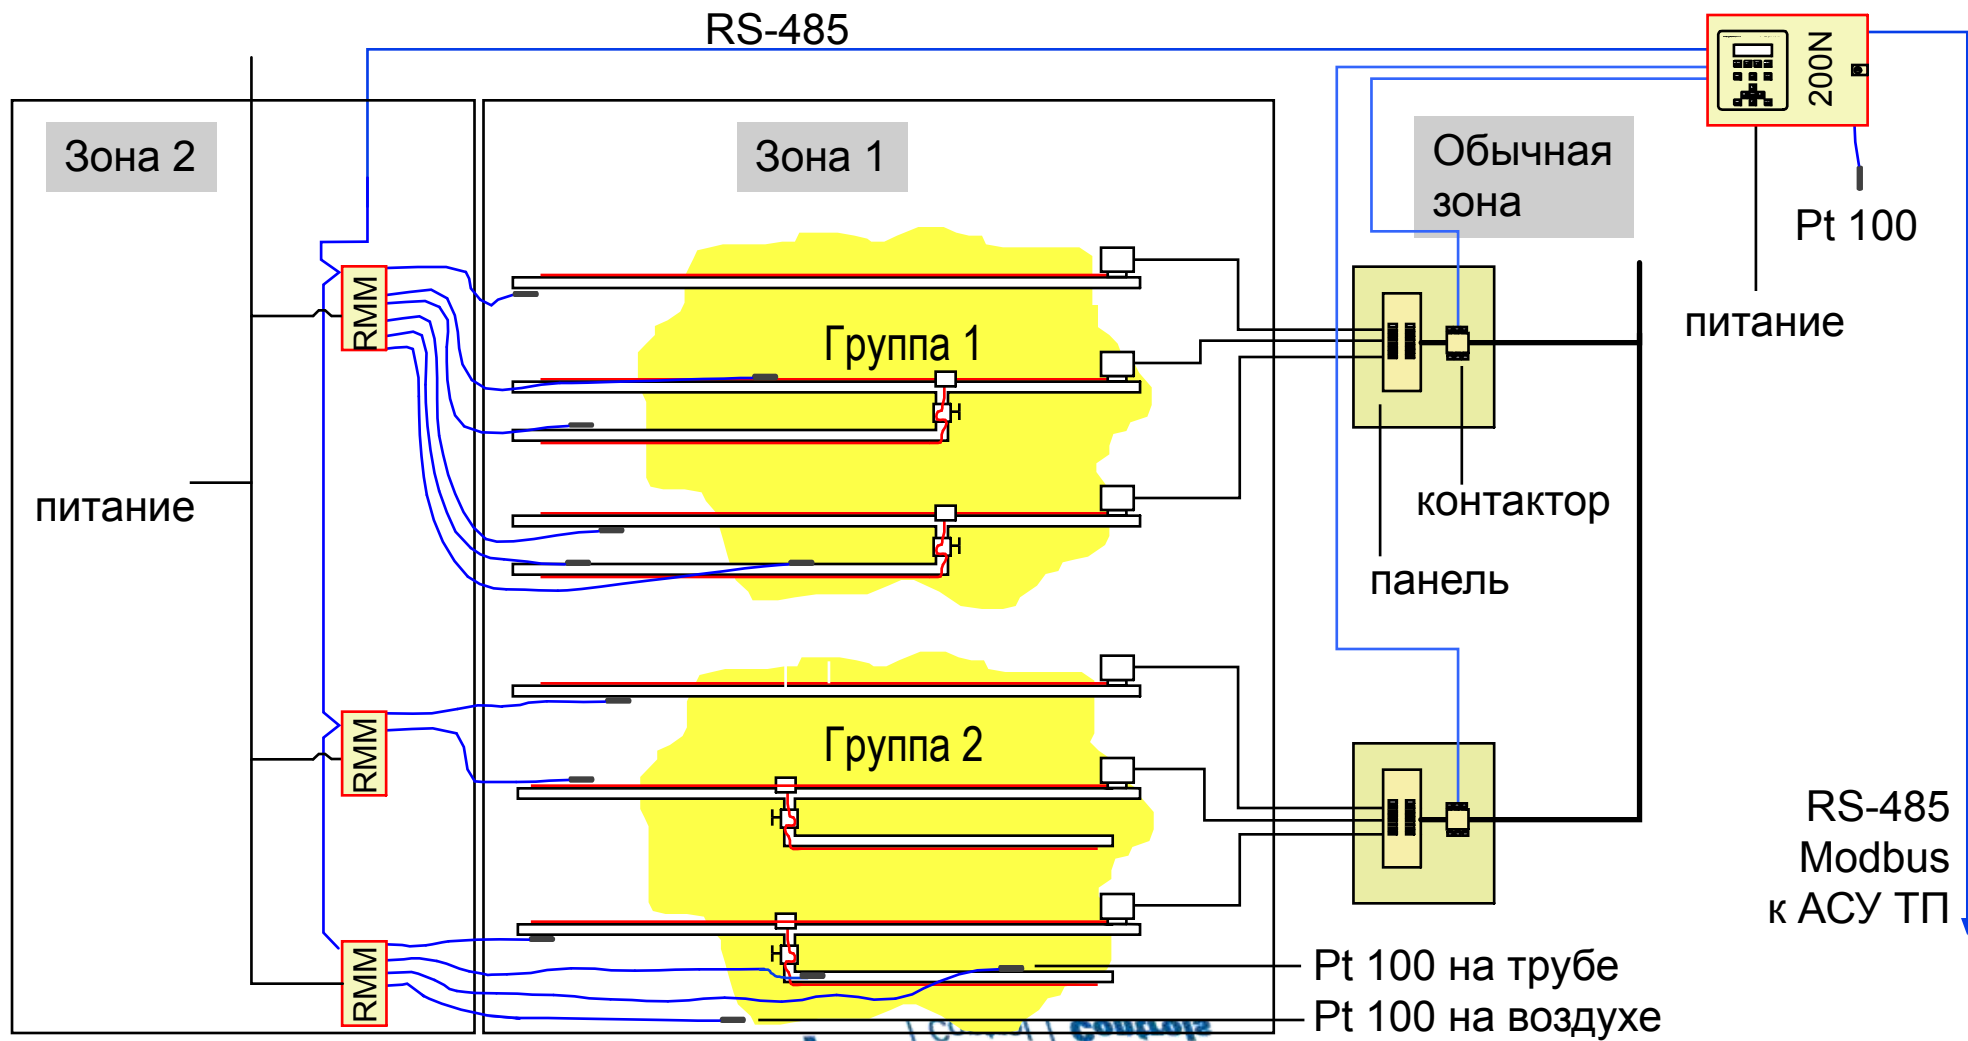 RS-485
200N
Зона 2
Зона 1
Обычная
зона
Pt 100
питание
RMM
Группа 1
контактор
питание
панель
RMM
Группа 2
RS-485
Modbus
к АСУ ТП
RMM
Pt 100 на трубе
Pt 100 на воздухе
Controls